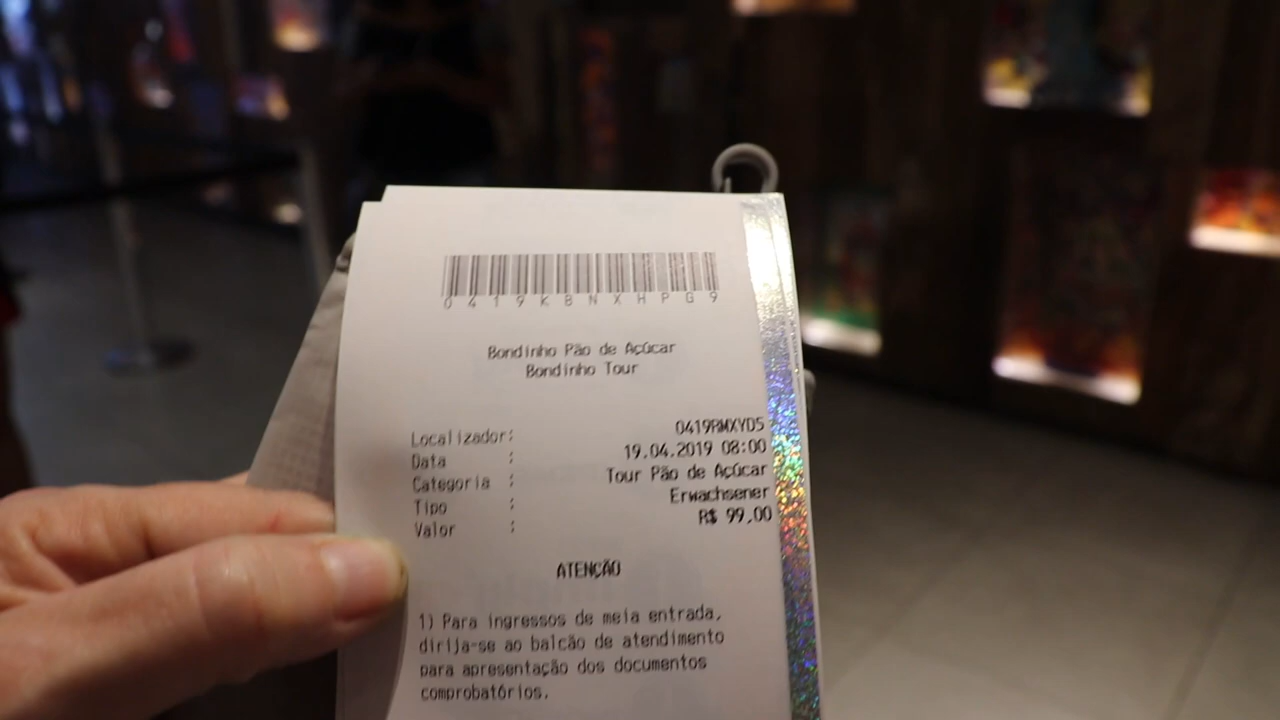 0419KBNXHPG9
Bondinho Pão de Açúcar
Bondinho Tour
Localizador: 0419RMXYD5
Data : 19.04.2019 08:00
Categoria : Tour Pão de Açúcar
Tipo : Erwachsener
Valor : R$ 99,00
ATENÇÃO
1) Para ingressos de meia entrada,
dirija-se ao balcão de atendimento
para apresentação dos documentos
comprobatórios.